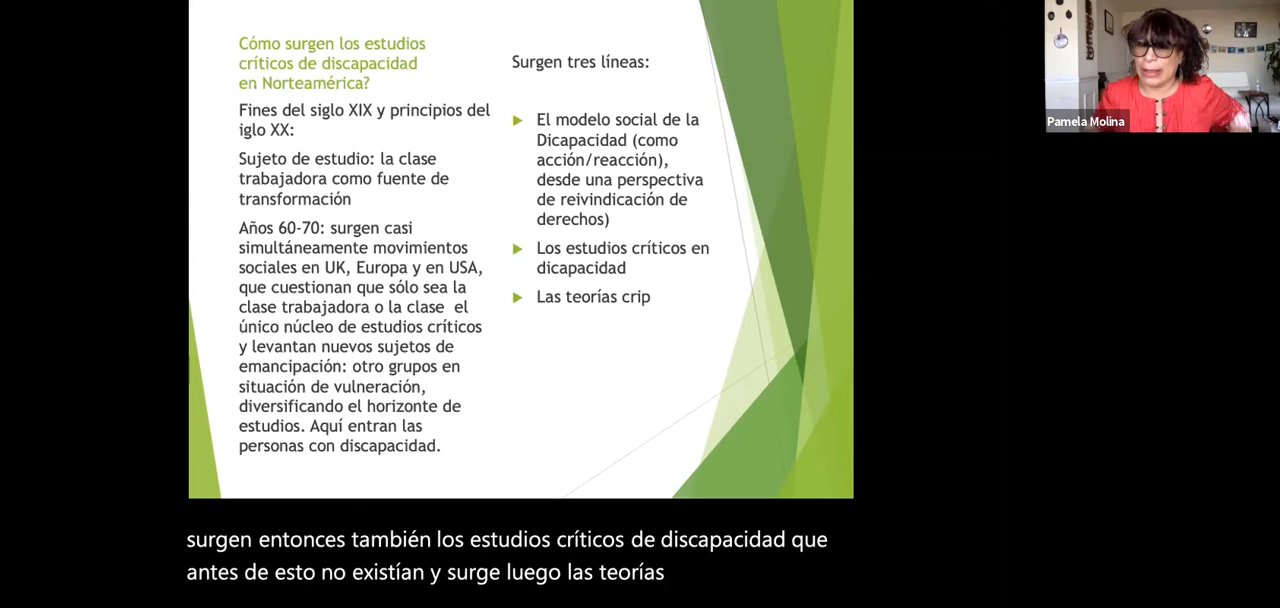 Cómo surgen los estudios
críticos de discapacidad
en Norteamérica?
Fines del siglo XIX y principios del
iglo XX:
Sujeto de estudio: la clase
trabajadora como fuente de
transformación
Años 60-70: surgen casi
simultáneamente movimientos
sociales en UK, Europa y en USA,
que cuestionan que sólo sea la
clase trabajadora o la clase el
único núcleo de estudios críticos
y levantan nuevos sujetos de
emancipación: otro grupos en
situación de vulneración,
diversificando el horizonte de
estudios. Aquí entran las
personas con discapacidad.
Surgen tres líneas:
El modelo social de la
Dicapacidad (como
acción/reacción),
desde una perspectiva
de reivindicación de
derechos)
Los estudios críticos en
dicapacidad
Las teorías crip
Pamela Molina
surgen entonces también los estudios críticos de discapacidad que
antes de esto no existían y surge luego las teorías